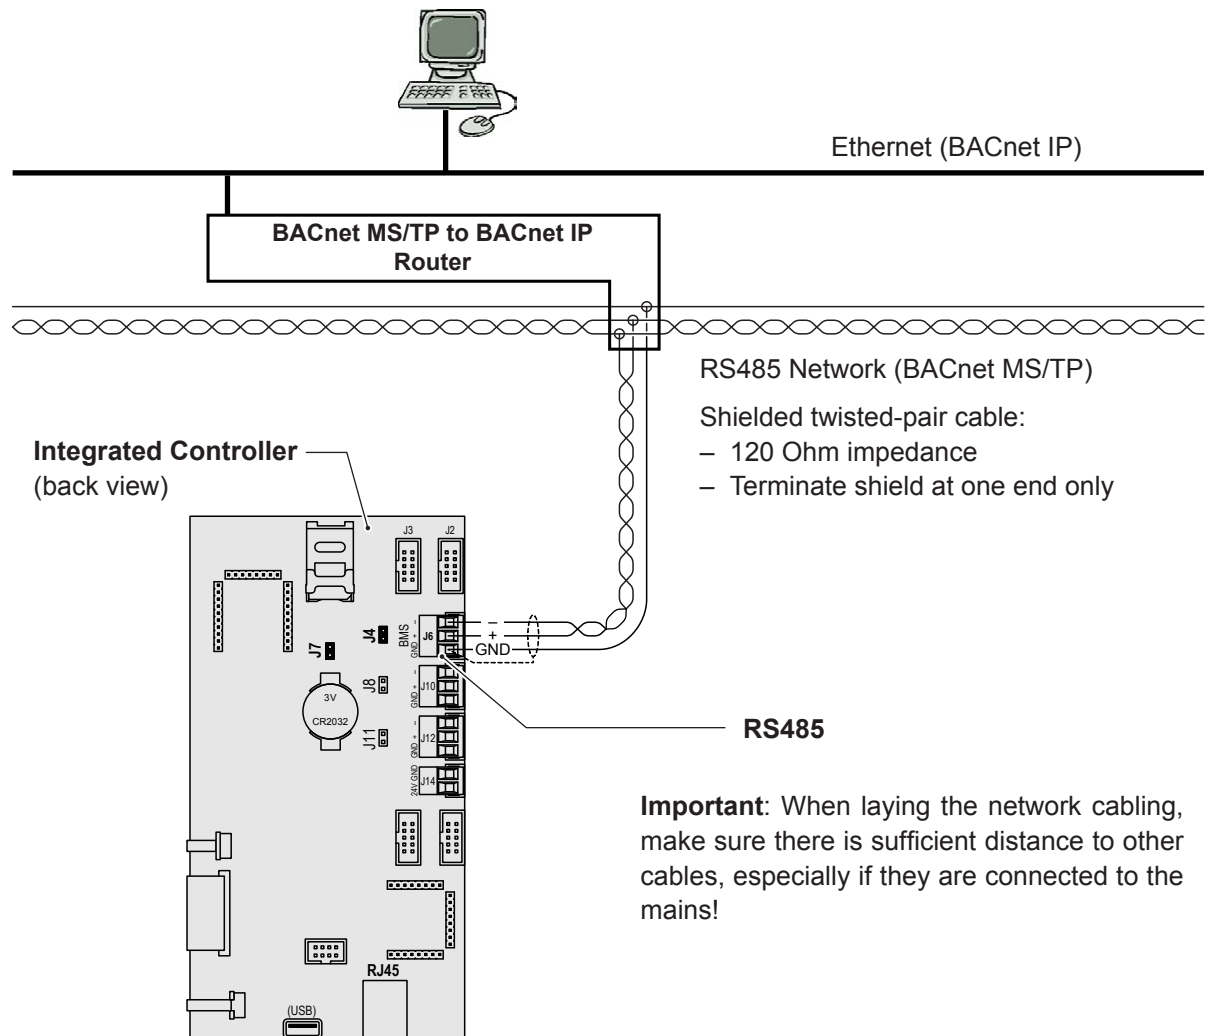 Ethernet (BACnet IP)
BACnet MS/TP to BACnet IP
Router
RS485 Network (BACnet MS/TP)
Shielded twisted-pair cable:
– 120 Ohm impedance
– Terminate shield at one end only
Integrated Controller
(back view)
J3
J2
J4
BMS
GND + -
J6
–
+
GND
J7
J8
GND + -
J10
3V
CR2032
J11
GND + -
J12
24V GND
J14
RS485
Important: When laying the network cabling,
make sure there is sufficient distance to other
cables, especially if they are connected to the
mains!
RJ45
(USB)